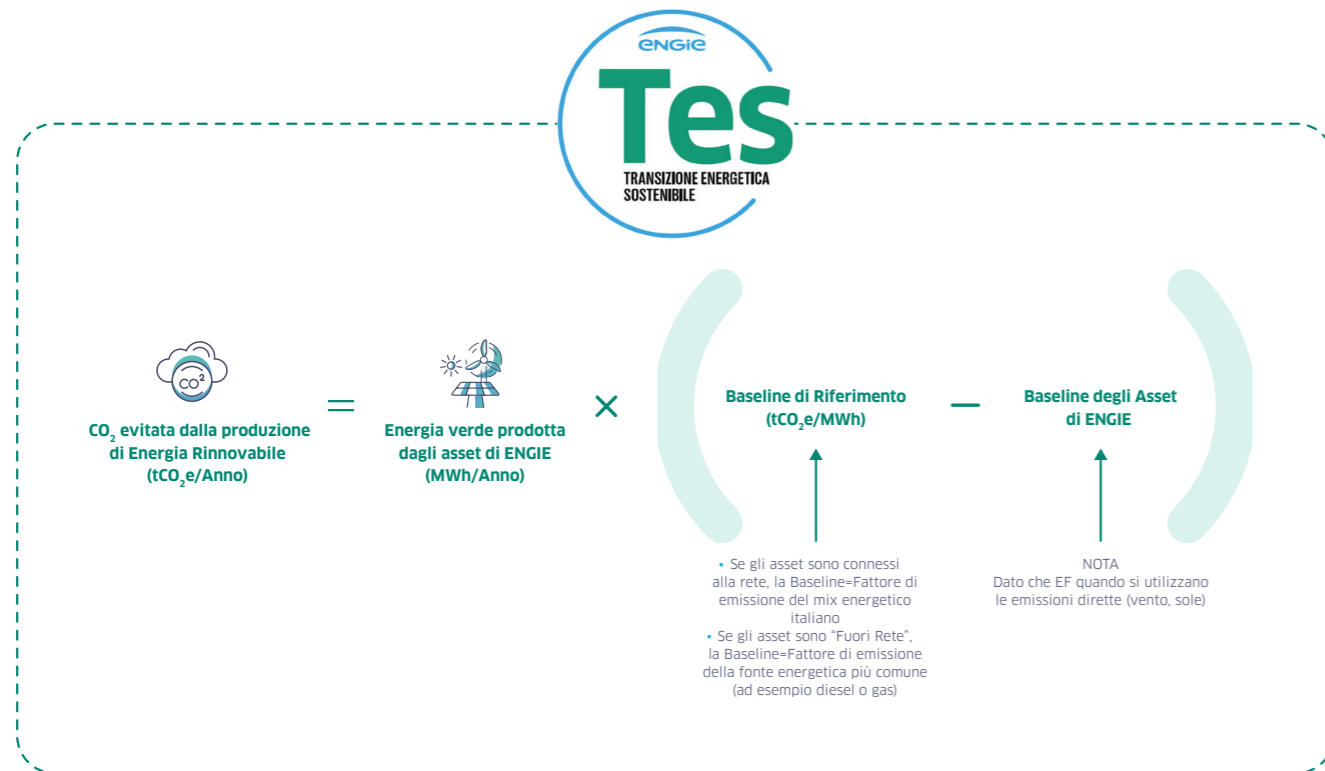 ENGIE
Tes
TRANSIZIONE ENERGETICA
SOSTENIBILE
CO²
CO₂ evitata dalla produzione
di Energia Rinnovabile
(tCO₂e/Anno)
=
Energia verde prodotta
dagli asset di ENGIE
(MWh/Anno)
×
Baseline di Riferimento
(tCO₂e/MWh)
—
Baseline degli Asset
di ENGIE
• Se gli asset sono connessi
alla rete, la Baseline=Fattore di
emissione del mix energetico
italiano
• Se gli asset sono “Fuori Rete”,
la Baseline=Fattore di emissione
della fonte energetica più comune
(ad esempio diesel o gas)
NOTA
Dato che EF quando si utilizzano
le emissioni dirette (vento, sole)